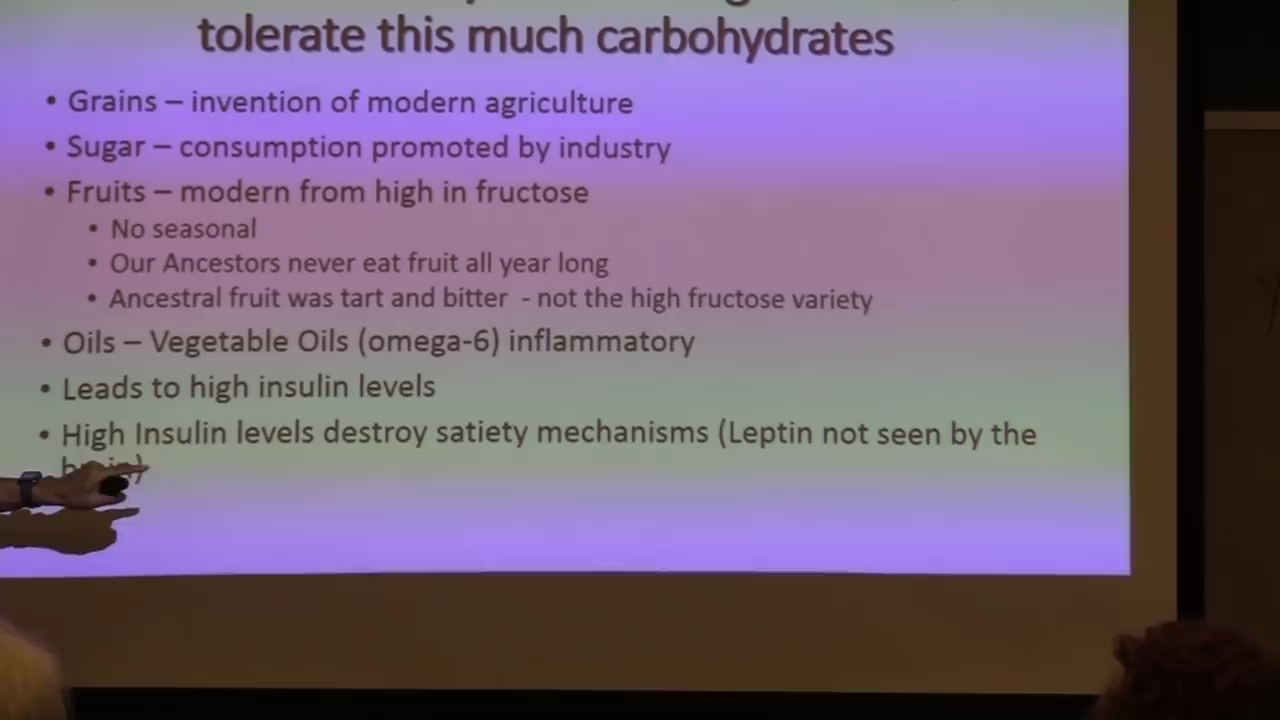 tolerate this much carbohydrates
• Grains – invention of modern agriculture
• Sugar – consumption promoted by industry
• Fruits – modern from high in fructose
• No seasonal
• Our Ancestors never eat fruit all year long
• Ancestral fruit was tart and bitter - not the high fructose variety
• Oils – Vegetable Oils (omega-6) inflammatory
• Leads to high insulin levels
• High Insulin levels destroy satiety mechanisms (Leptin not seen by the
brain)